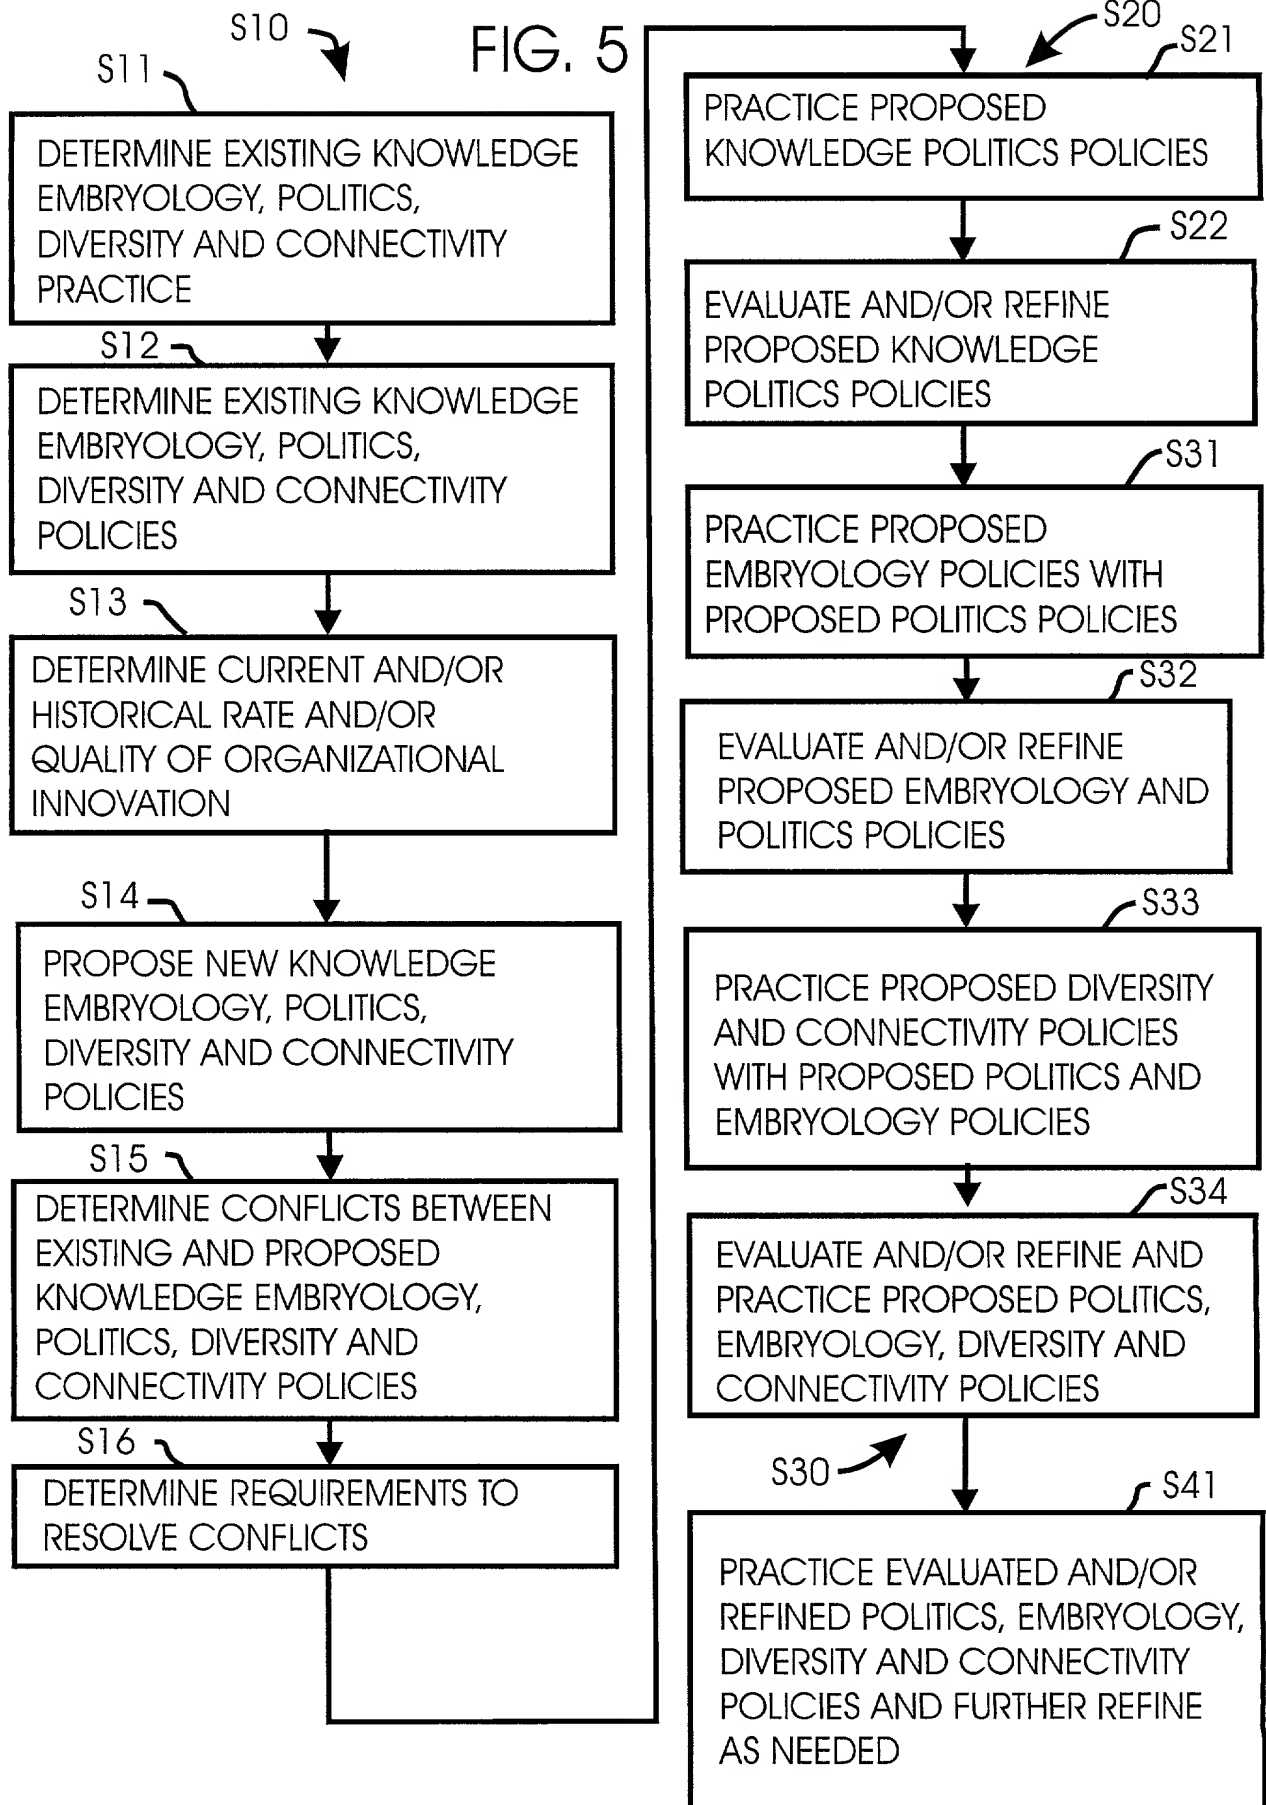 FIG. 5
S10
S11
DETERMINE EXISTING KNOWLEDGE
EMBRYOLOGY, POLITICS,
DIVERSITY AND CONNECTIVITY
PRACTICE
S12
DETERMINE EXISTING KNOWLEDGE
EMBRYOLOGY, POLITICS,
DIVERSITY AND CONNECTIVITY
POLICIES
S13
DETERMINE CURRENT AND/OR
HISTORICAL RATE AND/OR
QUALITY OF ORGANIZATIONAL
INNOVATION
S14
PROPOSE NEW KNOWLEDGE
EMBRYOLOGY, POLITICS,
DIVERSITY AND CONNECTIVITY
POLICIES
S15
DETERMINE CONFLICTS BETWEEN
EXISTING AND PROPOSED
KNOWLEDGE EMBRYOLOGY,
POLITICS, DIVERSITY AND
CONNECTIVITY POLICIES
S16
DETERMINE REQUIREMENTS TO
RESOLVE CONFLICTS
S20
S21
PRACTICE PROPOSED
KNOWLEDGE POLITICS POLICIES
S22
EVALUATE AND/OR REFINE
PROPOSED KNOWLEDGE
POLITICS POLICIES
S31
PRACTICE PROPOSED
EMBRYOLOGY POLICIES WITH
PROPOSED POLITICS POLICIES
S32
EVALUATE AND/OR REFINE
PROPOSED EMBRYOLOGY AND
POLITICS POLICIES
S33
PRACTICE PROPOSED DIVERSITY
AND CONNECTIVITY POLICIES
WITH PROPOSED POLITICS AND
EMBRYOLOGY POLICIES
S34
EVALUATE AND/OR REFINE AND
PRACTICE PROPOSED POLITICS,
EMBRYOLOGY, DIVERSITY AND
CONNECTIVITY POLICIES
S30
S41
PRACTICE EVALUATED AND/OR
REFINED POLITICS, EMBRYOLOGY,
DIVERSITY AND CONNECTIVITY
POLICIES AND FURTHER REFINE
AS NEEDED